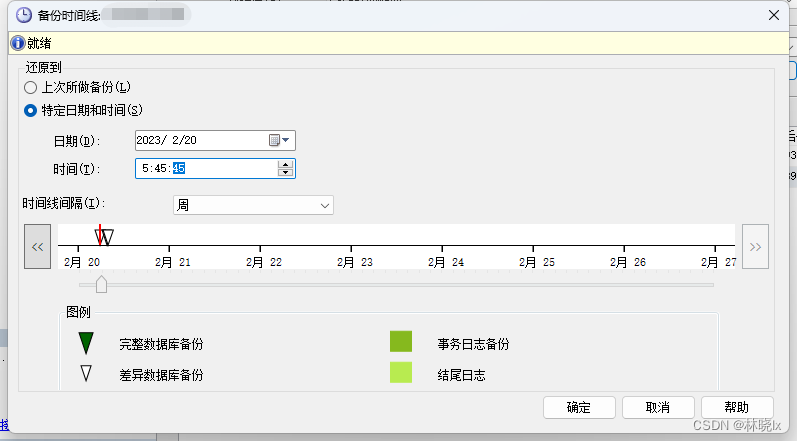 备份时间线:
就绪
还原到
上次所做备份(L)
特定日期和时间(S)
日期(D):
2023/ 2/20
时间(T):
5:45:45
时间线间隔(I):
周
<<
>>
2月 20 2月 21 2月 22 2月 23 2月 24 2月 25 2月 26 2月 27
图例
完整数据库备份 事务日志备份
差异数据库备份 结尾日志
确定 取消 帮助
CSDN @林晓lx